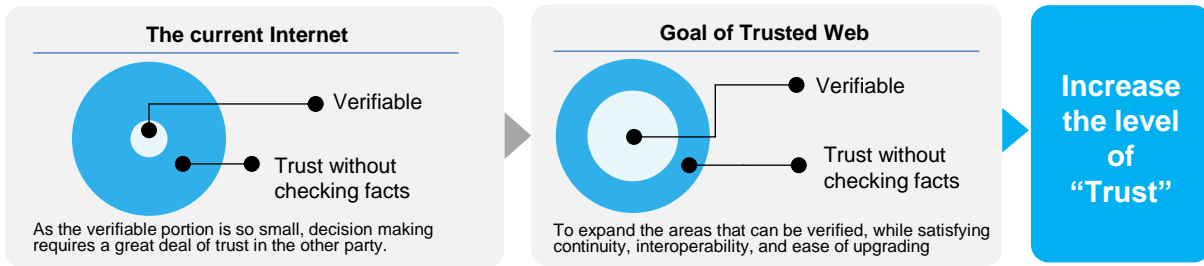 The current Internet
Verifiable
Trust without
checking facts
As the verifiable portion is so small, decision making
requires a great deal of trust in the other party.
Goal of Trusted Web
Verifiable
Trust without
checking facts
To expand the areas that can be verified, while satisfying
continuity, interoperability, and ease of upgrading
Increase
the level
of
“Trust”